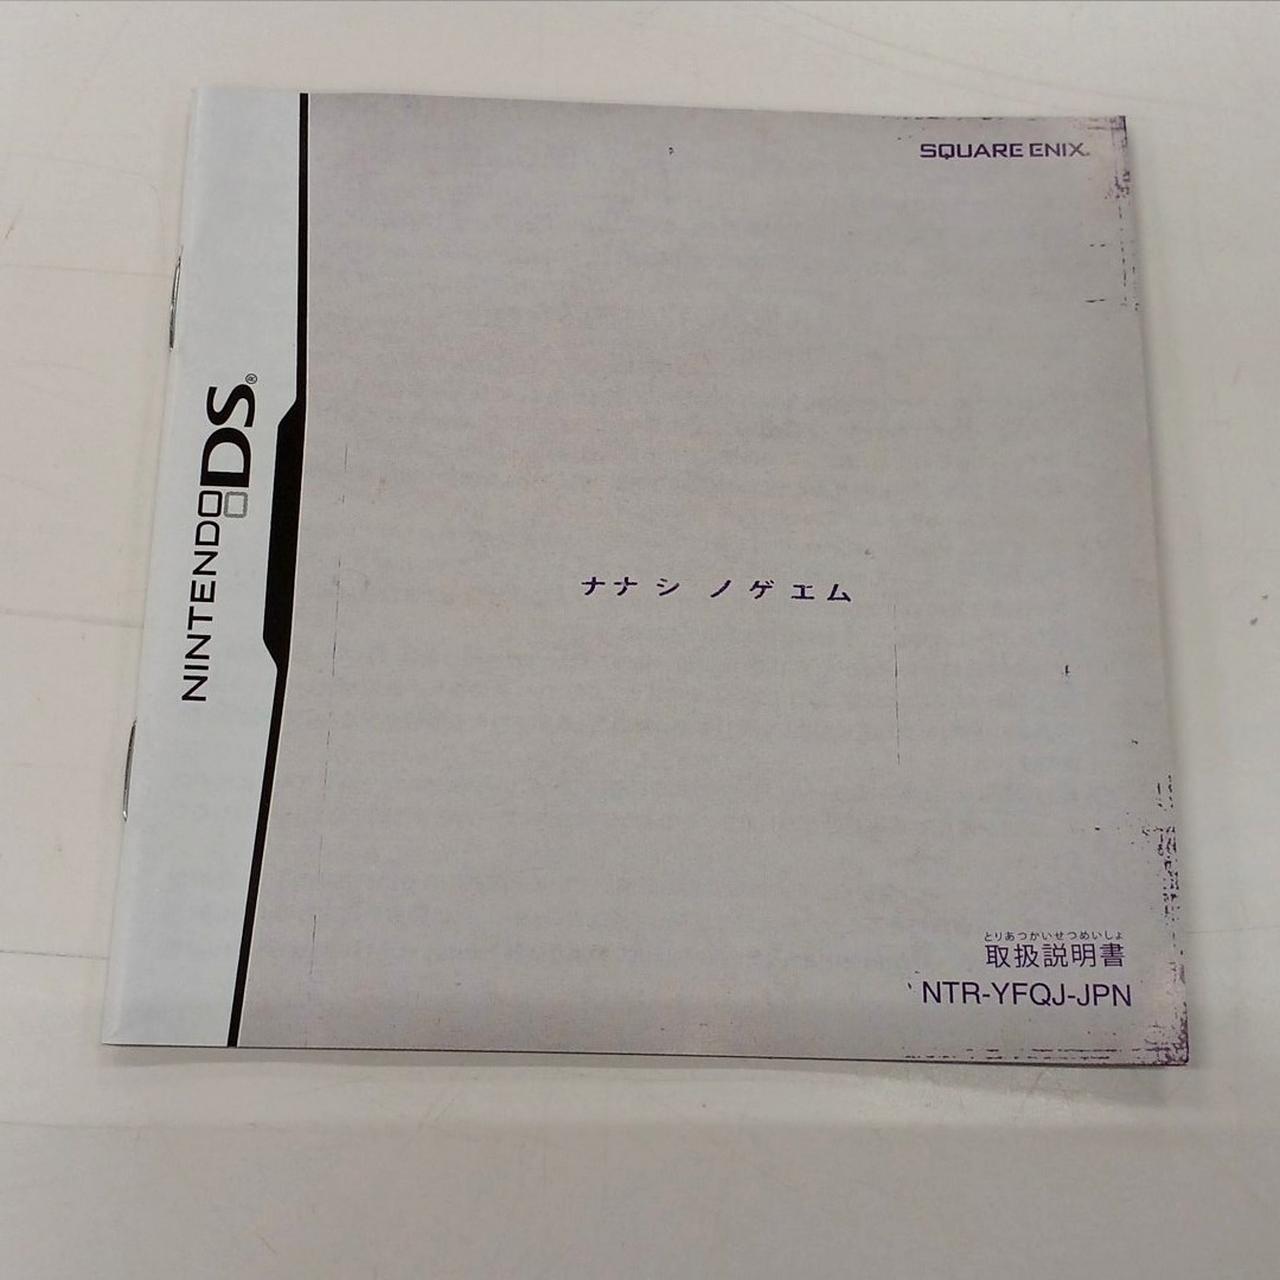 SQUARE ENIX.
NINTENDO DS®
ナナシ ノゲエム
とりあつかいせつめいしょ
取扱説明書
NTR-YFQJ-JPN